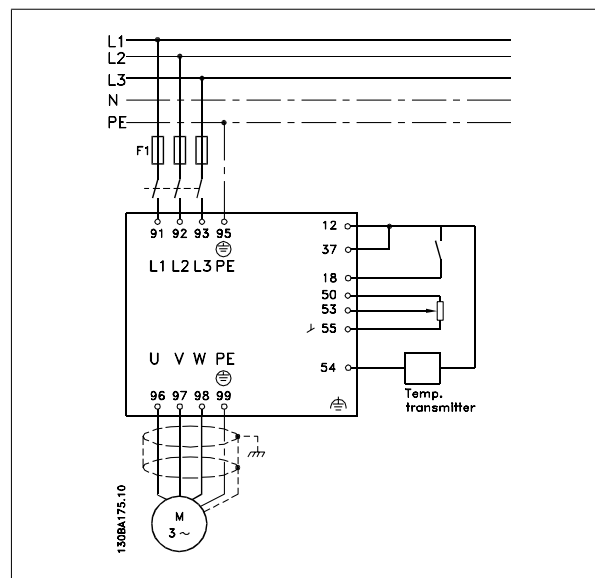 L1
L2
L3
N
PE
F1
91 92 93 95
L1 L2 L3 PE
12
37
18
50
53
55
54
U V W PE
96 97 98 99
Temp.
transmitter
M
3 ~
130BA175.10